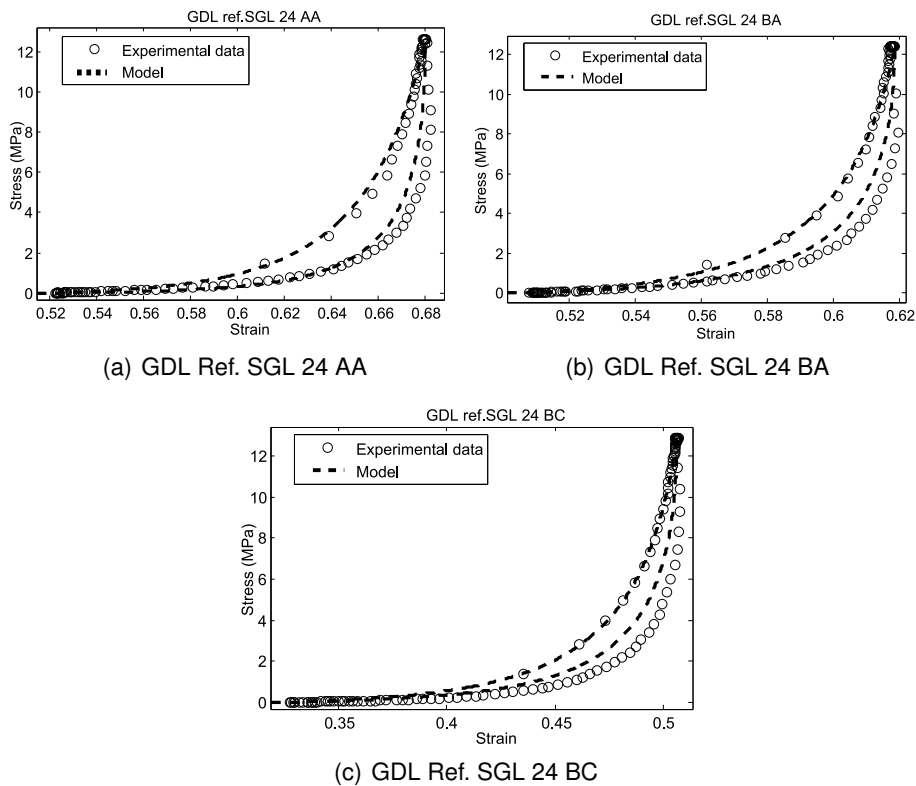 GDL ref.SGL 24 AA
Experimental data
Model
Stress (MPa)
12
10
8
6
4
2
0
0.52 0.54 0.56 0.58 0.6 0.62 0.64 0.66 0.68
Strain
(a) GDL Ref. SGL 24 AA
GDL ref.SGL 24 BA
Experimental data
Model
Stress (MPa)
12
10
8
6
4
2
0
0.52 0.54 0.56 0.58 0.6 0.62
Strain
(b) GDL Ref. SGL 24 BA
GDL ref.SGL 24 BC
Experimental data
Model
Stress (MPa)
12
10
8
6
4
2
0
0.35 0.4 0.45 0.5
Strain
(c) GDL Ref. SGL 24 BC